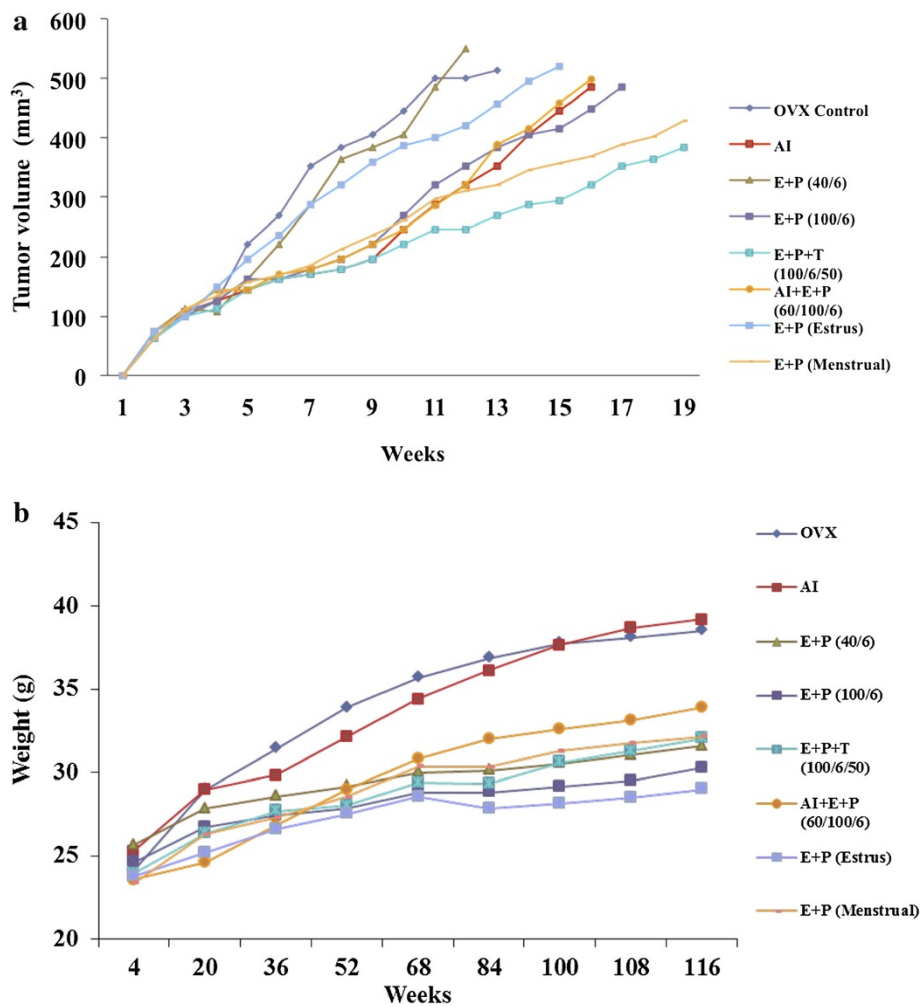 a
600
500
400
300
200
100
0
Tumor volume (mm³)
1 3 5 7 9 11 13 15 17 19
Weeks
OVX Control
AI
E+P (40/6)
E+P (100/6)
E+P+T
(100/6/50)
AI+E+P
(60/100/6)
E+P (Estrus)
E+P (Menstrual)
b
45
40
35
30
25
20
Weight (g)
4 20 36 52 68 84 100 108 116
Weeks
OVX
AI
E+P (40/6)
E+P (100/6)
E+P+T
(100/6/50)
AI+E+P
(60/100/6)
E+P (Estrus)
E+P (Menstrual)